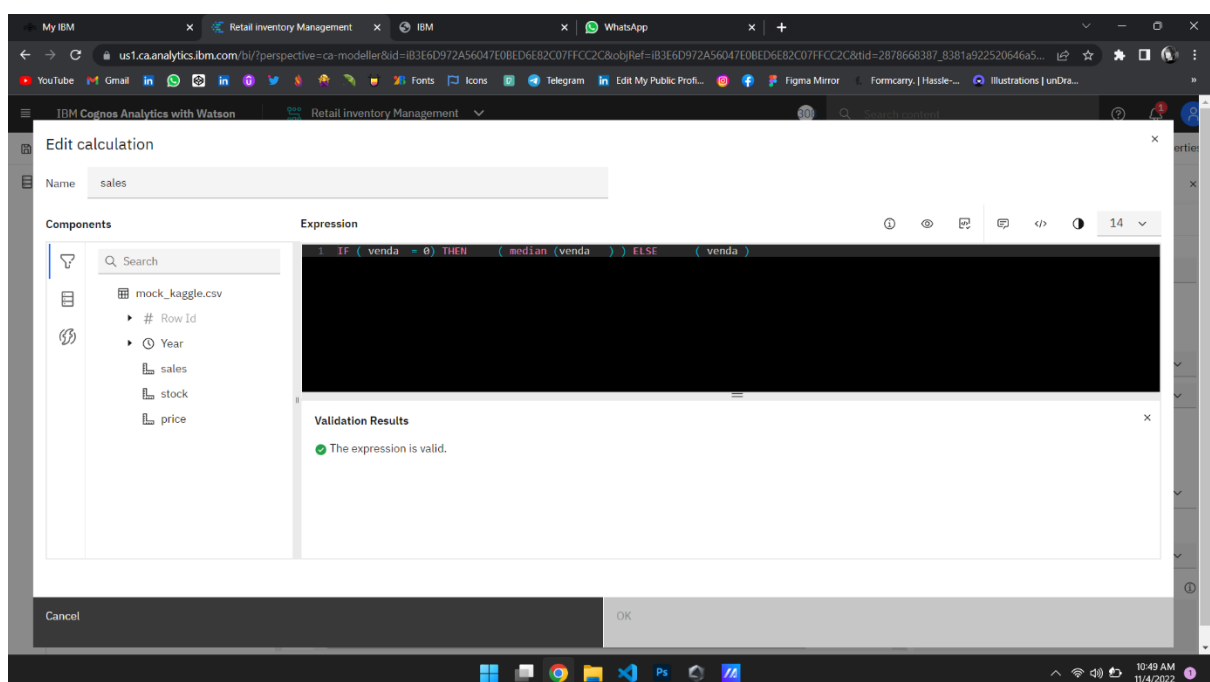 My IBM
Retail inventory Management
IBM
WhatsApp
us1.ca.analytics.ibm.com/bi/?perspective=ca-modeller&id=iB3E6D972A56047E0BED6E82C07FFCC2C&objRef=iB3E6D972A56047E0BED6E82C07FFCC2C&tid=2878668387_8381a922520646a5...
YouTube Gmail Fonts Icons Telegram Edit My Public Profi... Figma Mirror Formcarry. | Hassle-... Illustrations | unDra... »
IBM Cognos Analytics with Watson Retail inventory Management Search content 1
Edit calculation
erties
Name sales
Components Expression 14
1 IF ( venda = 0) THEN ( median (venda ) ) ELSE ( venda )
Search
mock_kaggle.csv
# Row Id
Year
sales
stock
price
Validation Results
The expression is valid.
Cancel OK
Ps
10:49 AM
11/4/2022
1